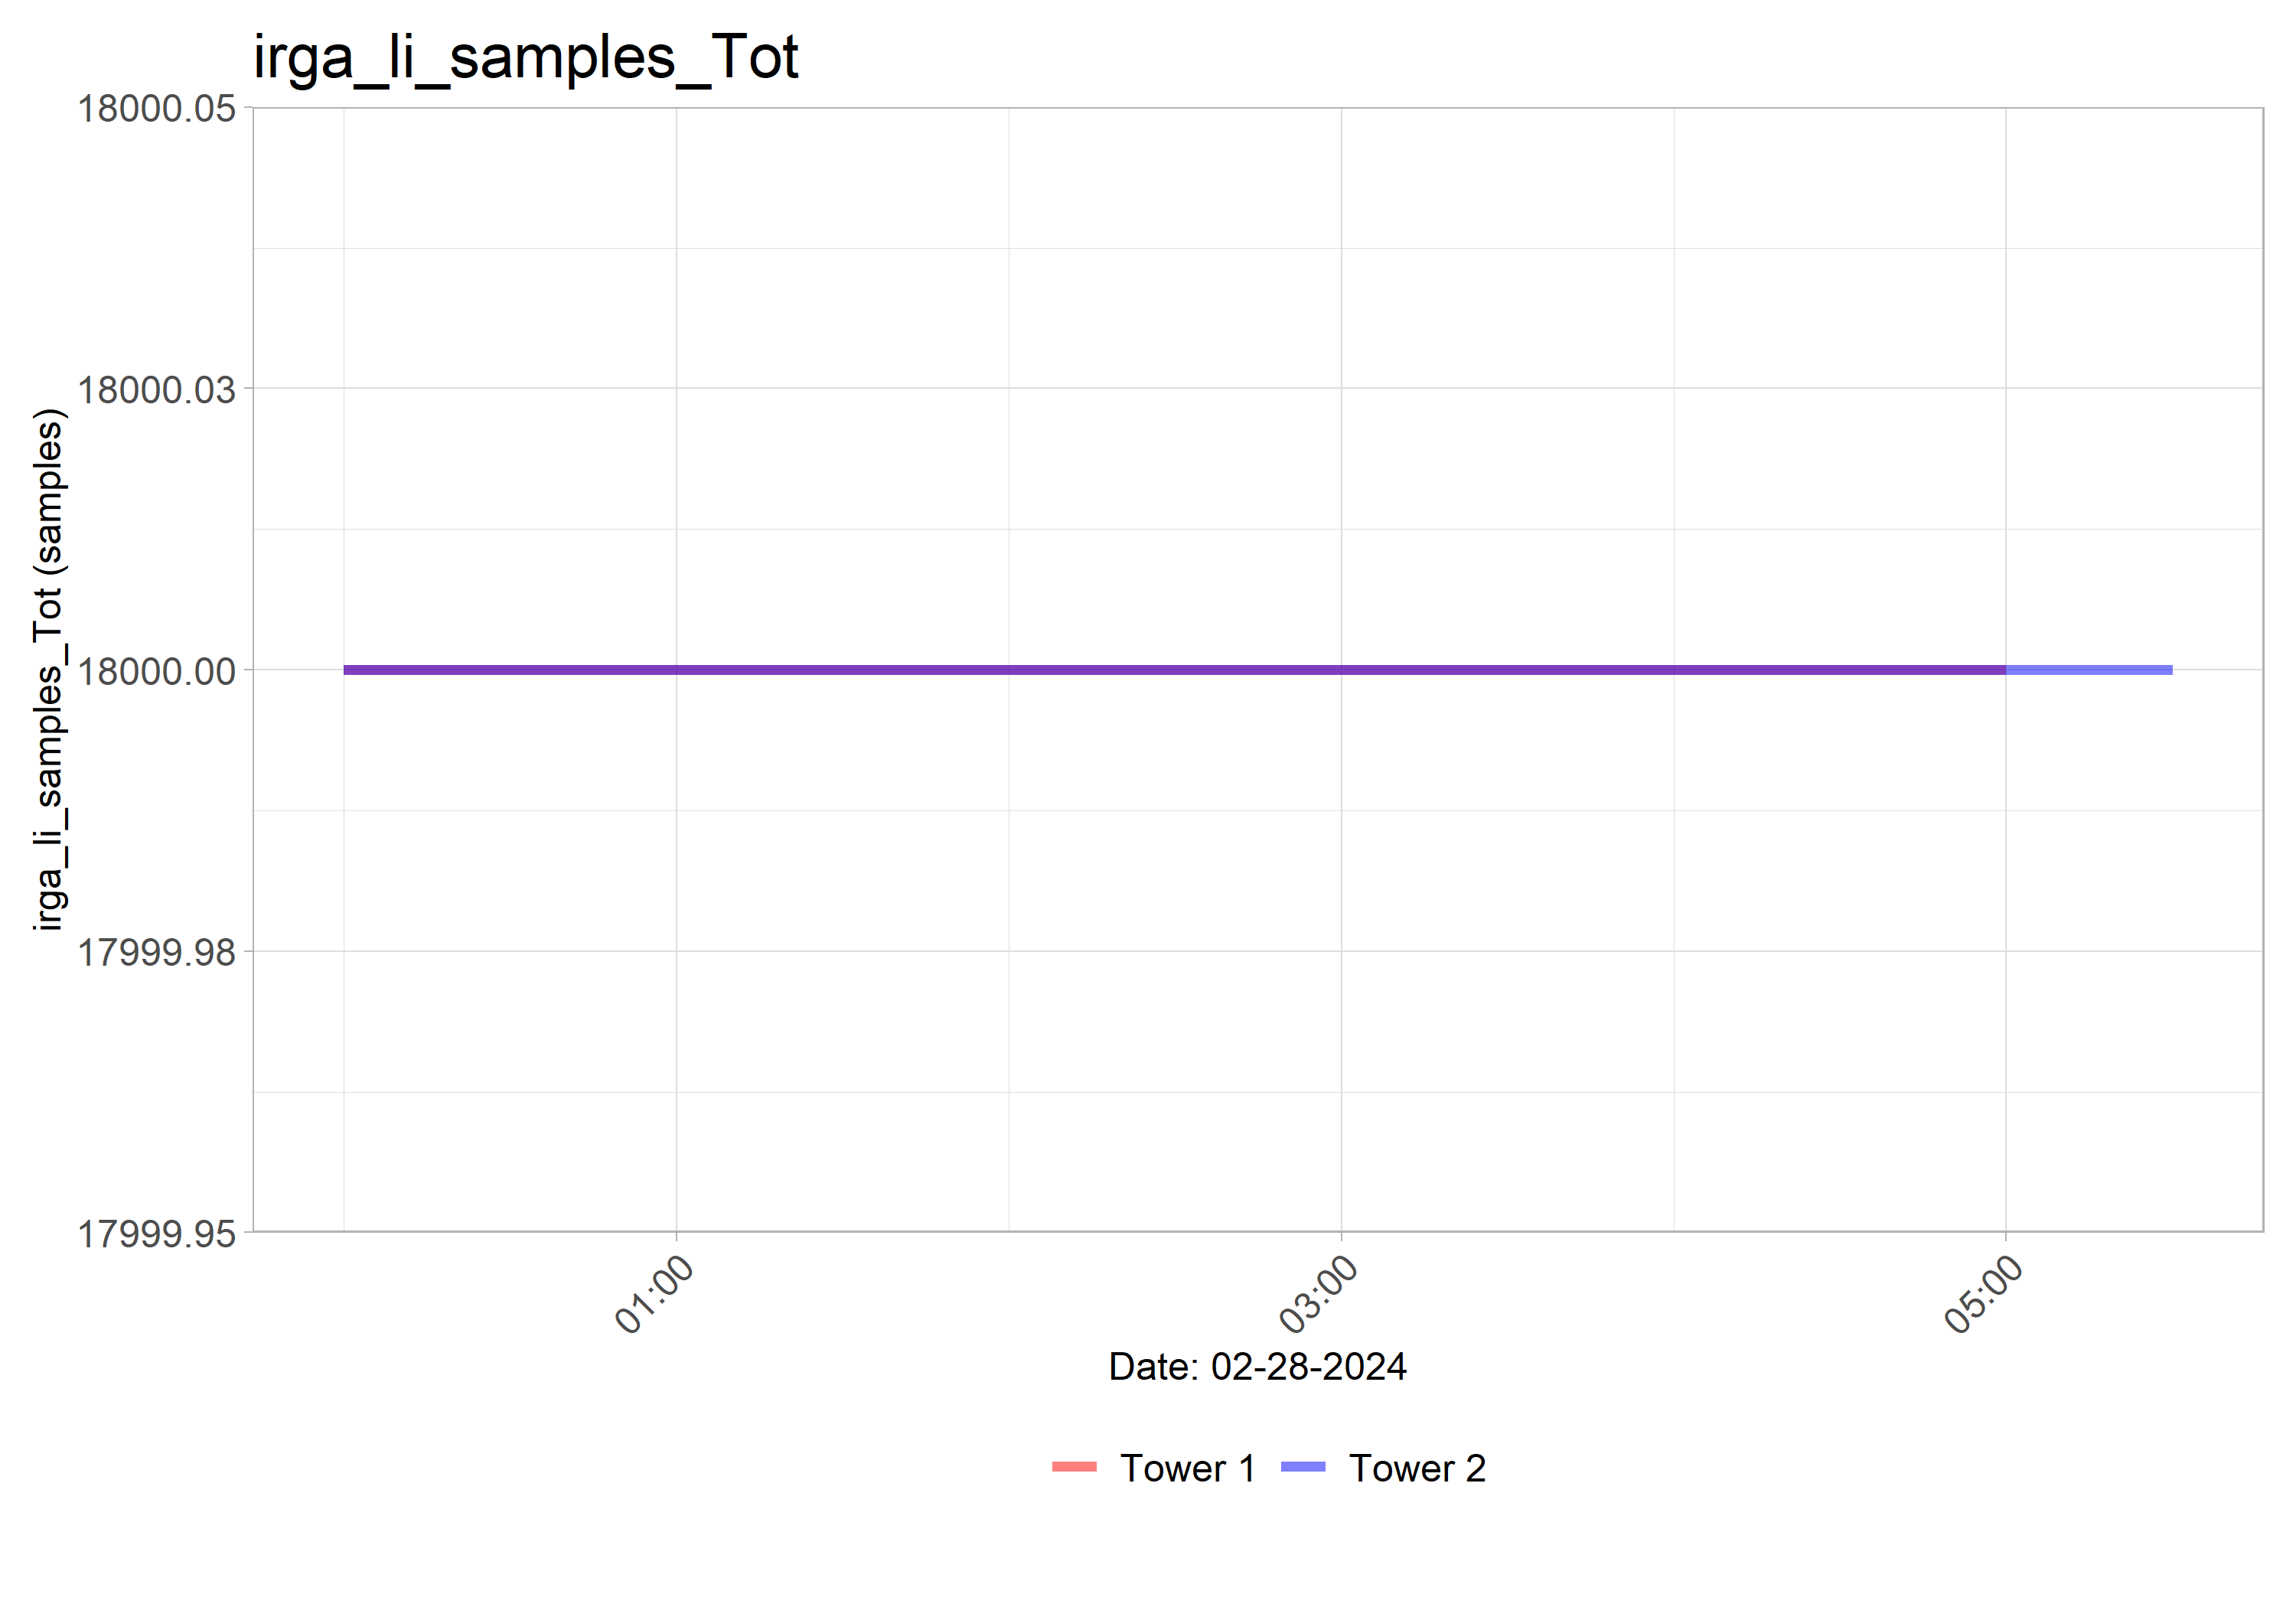 irga_li_samples_Tot
18000.05
18000.03
18000.00
17999.98
17999.95
irga_li_samples_Tot (samples)
01:00
03:00
05:00
Date: 02-28-2024
Tower 1
Tower 2